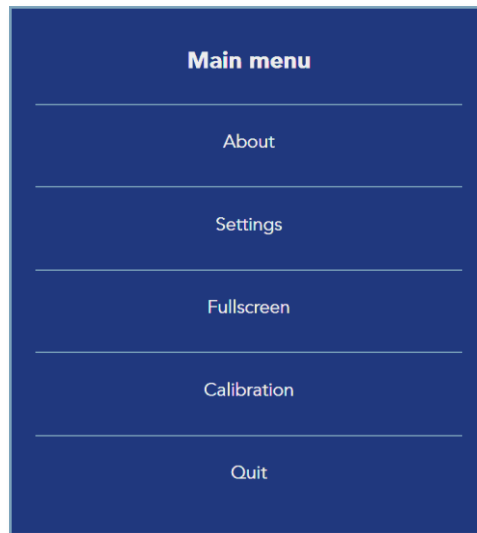 Main menu
About
Settings
Fullscreen
Calibration
Quit